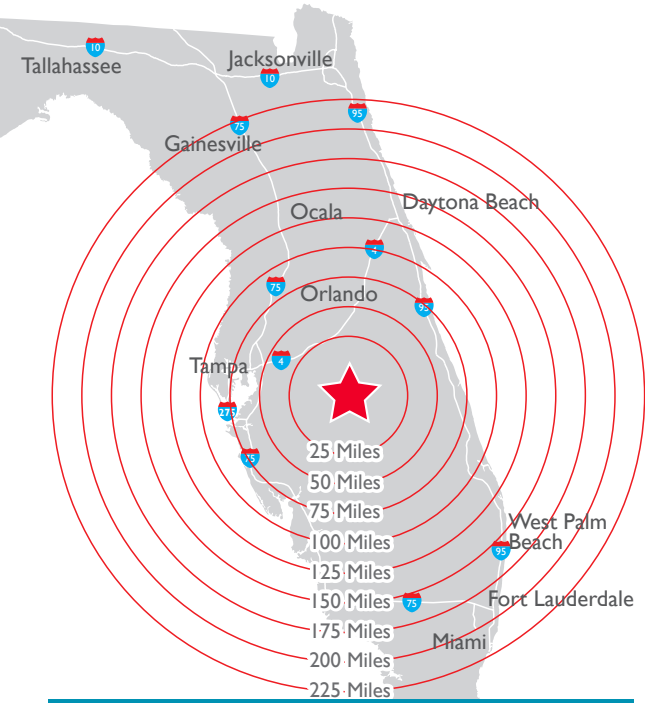 10
Tallahassee
Jacksonville
10
95
75
Gainesville
Daytona Beach
Ocala
4
75
Orlando
95
4
Tampa
275
25 Miles
75
50 Miles
75 Miles
West Palm
Beach
100 Miles
95
125 Miles
150 Miles
75
Fort Lauderdale
175 Miles
Miami
200 Miles
225 Miles